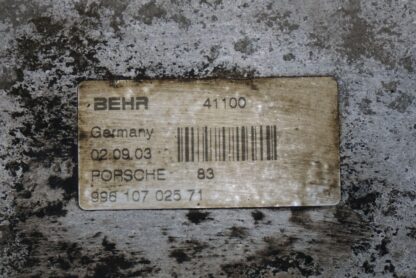 BEHR 41100
Germany
02.09.03
PORSCHE 83
996 107 025 71